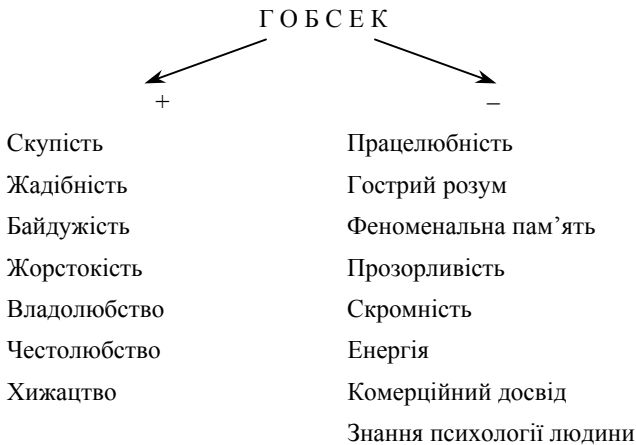 Г О Б С Е К
+ –
Скупість Працелюбність
Жадібність Гострий розум
Байдужість Феноменальна пам’ять
Жорстокість Прозорливість
Владолюбство Скромність
Честолюбство Енергія
Хижацтво Комерційний досвід
Знання психології людини